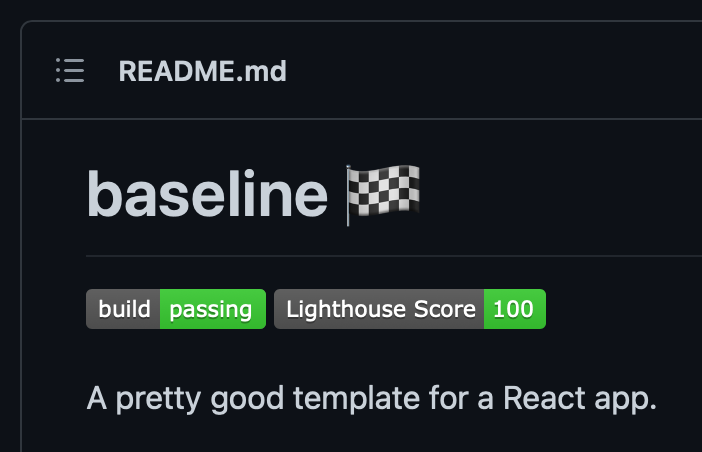 README.md
baseline 🏁
build passing Lighthouse Score 100
A pretty good template for a React app.